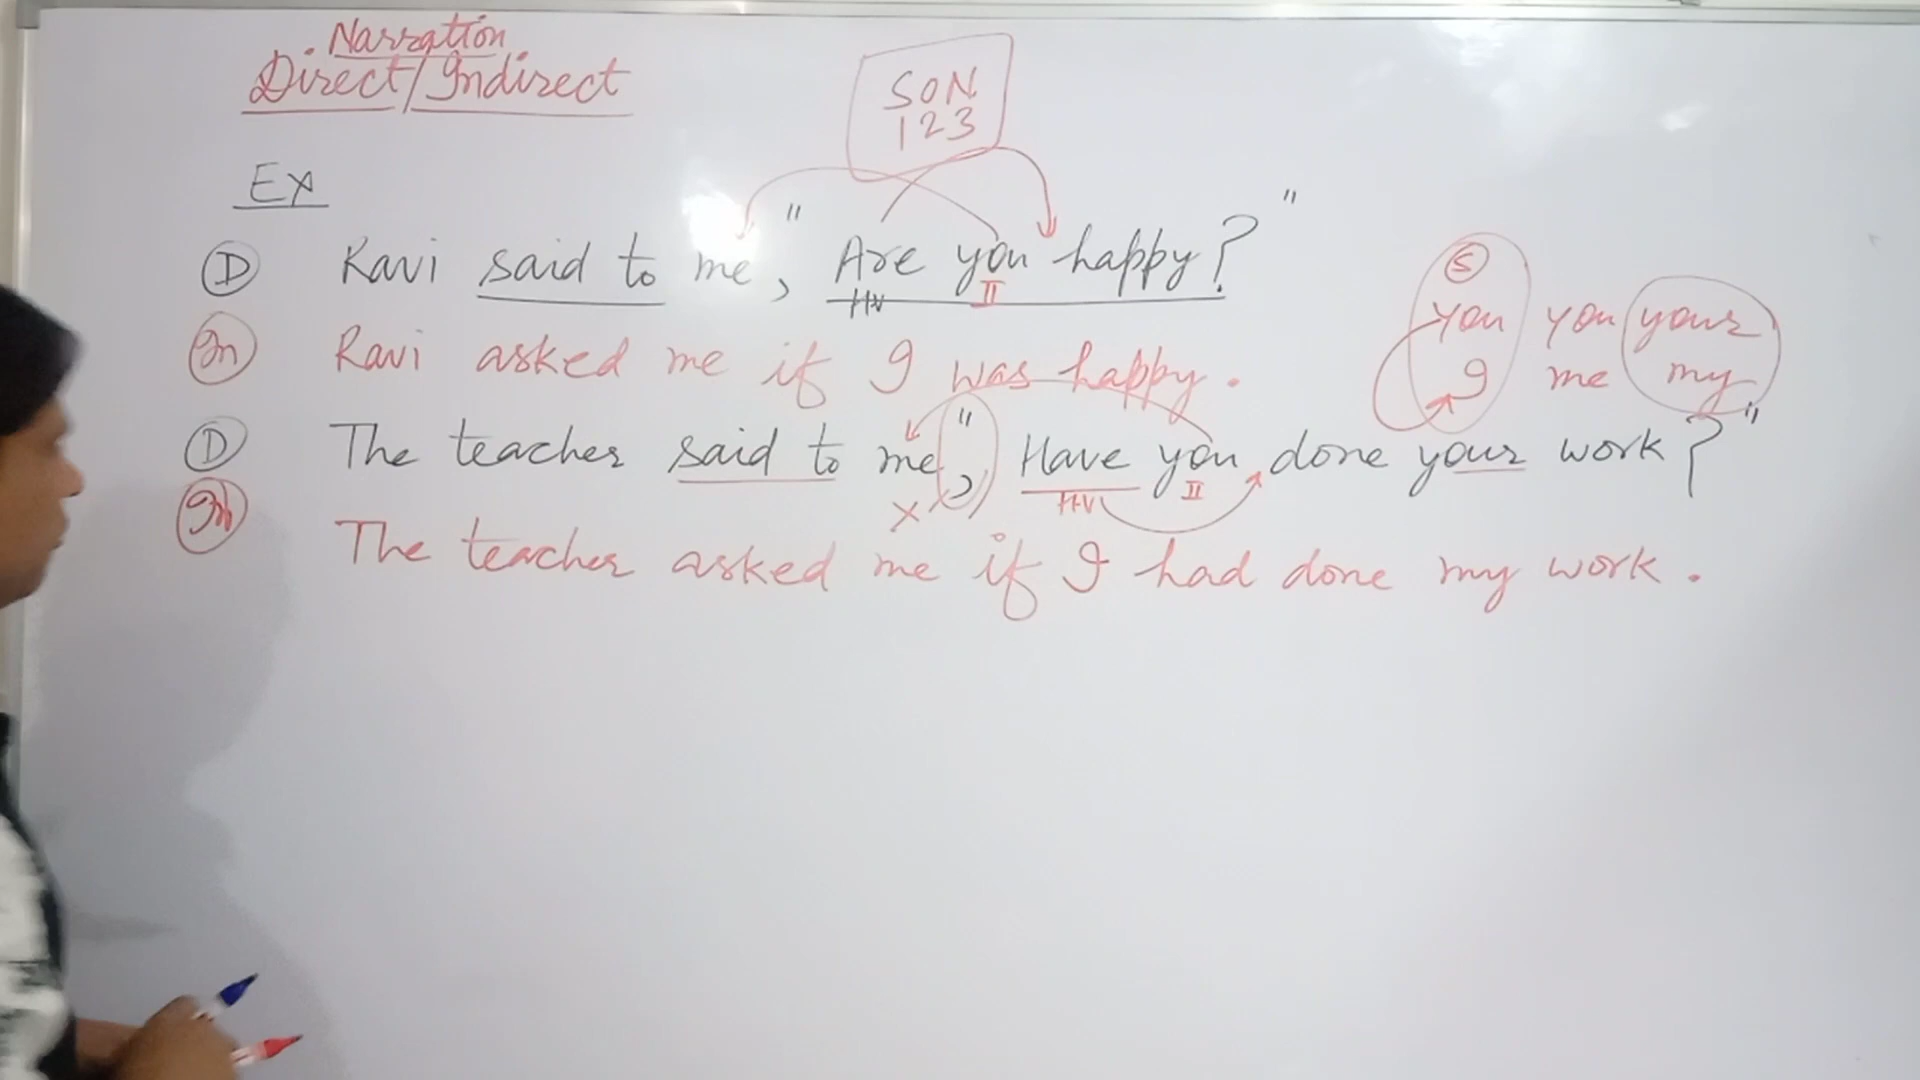 Narration
Direct/Indirect
SON
123
Ex
D Ravi said to me, "Are you happy?"
HV II
In Ravi asked me if I was happy.
S
you you your
I me my
D The teacher said to me, "Have you done your work?"
X X HV II
In The teacher asked me if I had done my work.